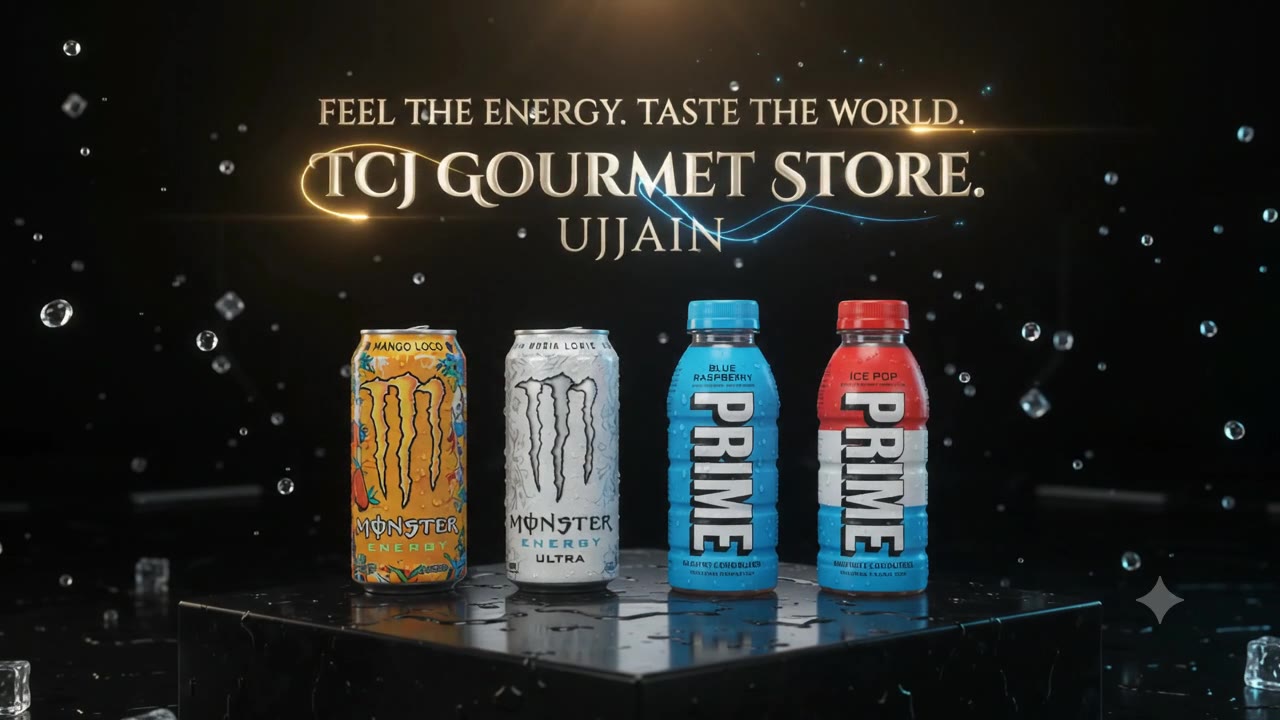 FEEL THE ENERGY. TASTE THE WORLD.
TCJ GOURMET STORE.
UJJAIN
MANGO LOCO
MONSTER
ENERGY
MONSTER
ENERGY
ULTRA
BLUE
RASPBERRY
PRIME
ICE POP
PRIME